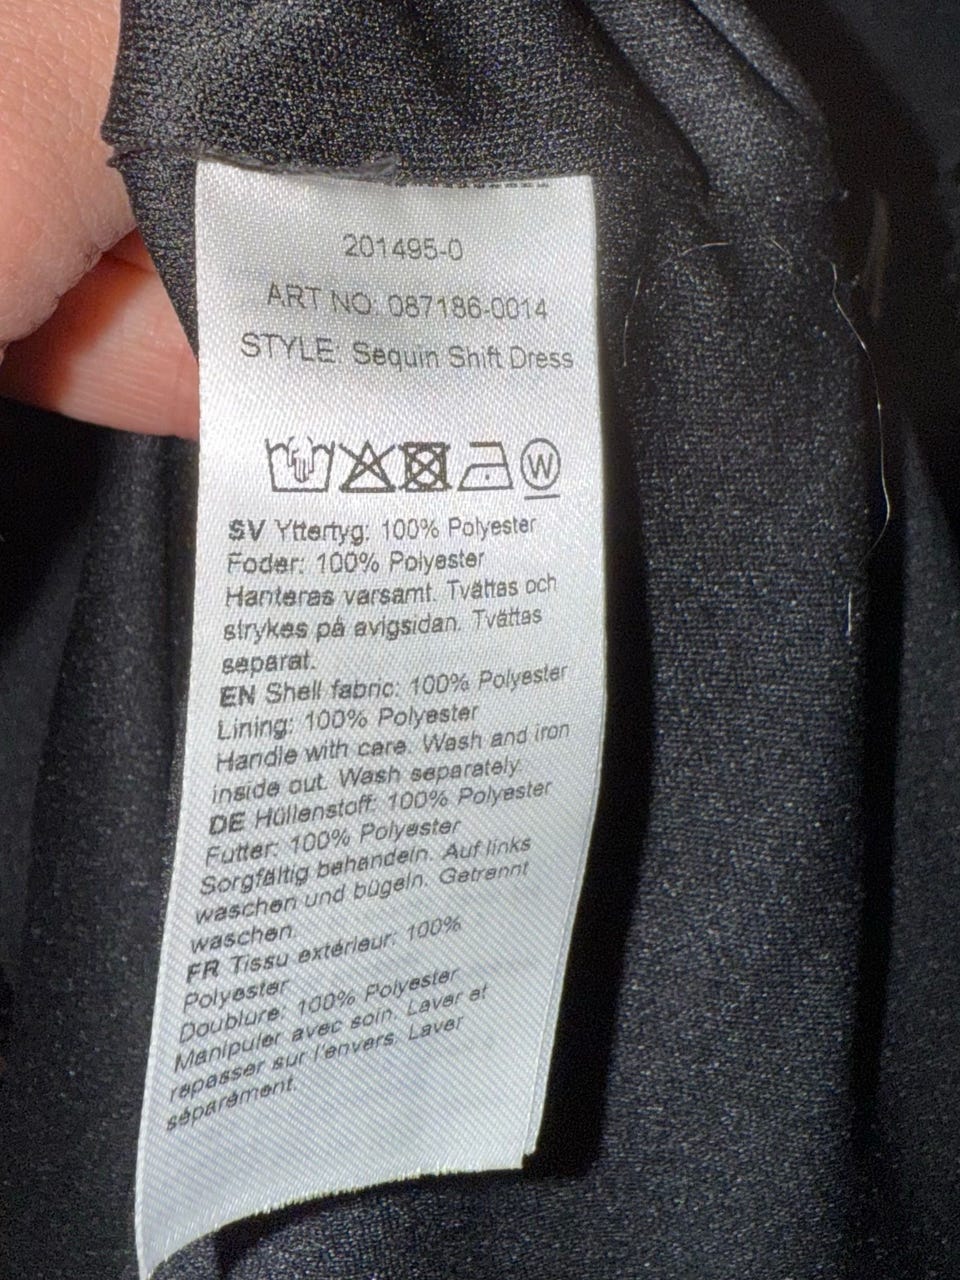 201495-0
ART NO: 087186-0014
STYLE: Sequin Shift Dress
W
SV Yttertyg: 100% Polyester
Foder: 100% Polyester
Hanteras varsamt. Tvättas och
strykes på avigsidan. Tvättas
separat.
EN Shell fabric: 100% Polyester
Lining: 100% Polyester
Handle with care. Wash and iron
inside out. Wash separately.
DE Hüllenstoff: 100% Polyester
Futter: 100% Polyester
Sorgfältig behandeln. Auf links
waschen und bügeln. Getrennt
waschen.
FR Tissu extérieur: 100%
Polyester
Doublure: 100% Polyester
Manipuler avec soin. Laver et
repasser sur l'envers. Laver
séparément.